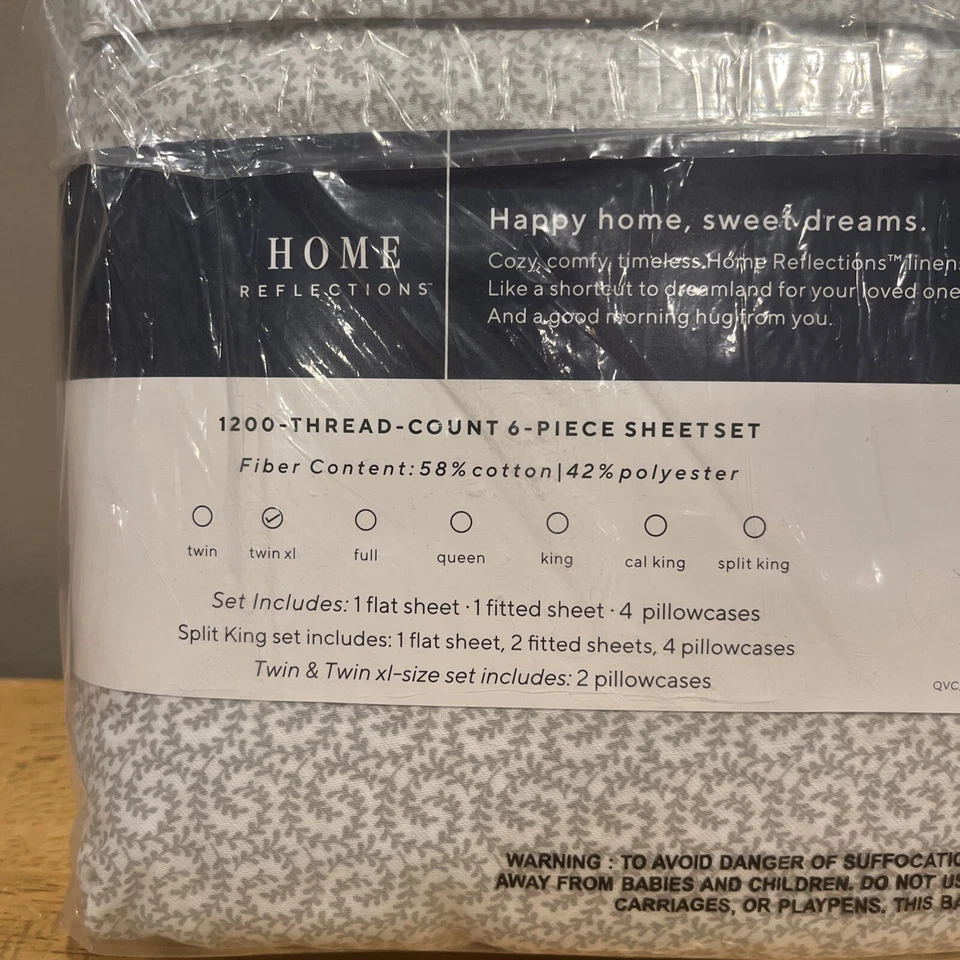 HOME
REFLECTIONS™
Happy home, sweet dreams.
Cozy, comfy, timeless. Home Reflections™ linens
Like a shortcut to dreamland for your loved one
And a good morning hug from you.
1200-THREAD-COUNT 6-PIECE SHEETSET
Fiber Content: 58% cotton|42% polyester
twin twin xl full queen king cal king split king
Set Includes: 1 flat sheet · 1 fitted sheet · 4 pillowcases
Split King set includes: 1 flat sheet, 2 fitted sheets, 4 pillowcases
Twin & Twin xl-size set includes: 2 pillowcases
QVC
WARNING : TO AVOID DANGER OF SUFFOCATIO
AWAY FROM BABIES AND CHILDREN. DO NOT US
CARRIAGES, OR PLAYPENS. THIS BA